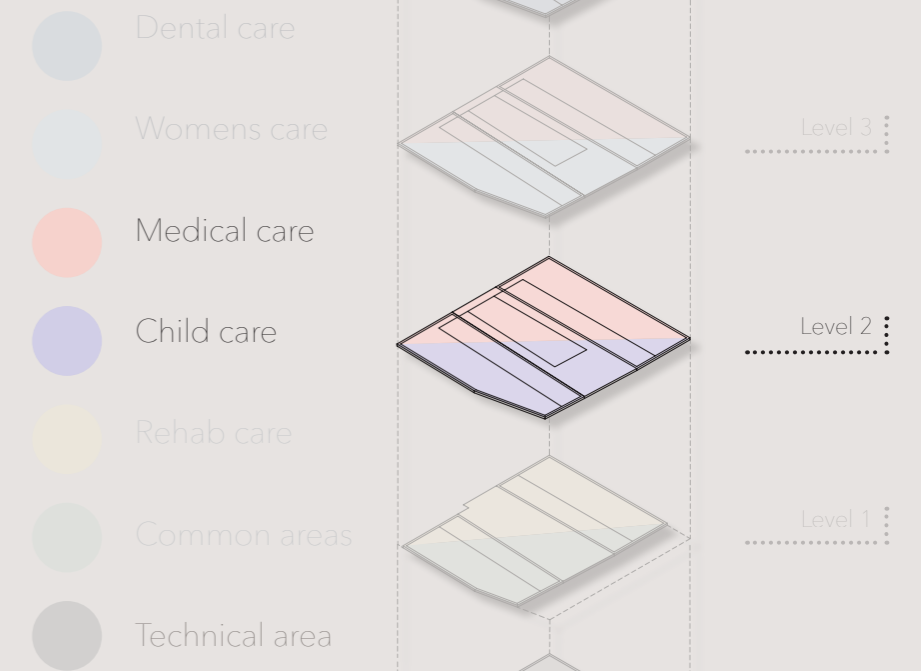 Dental care
Womens care
Level 3
Medical care
Child care
Level 2
Rehab care
Common areas
Level 1
Technical area